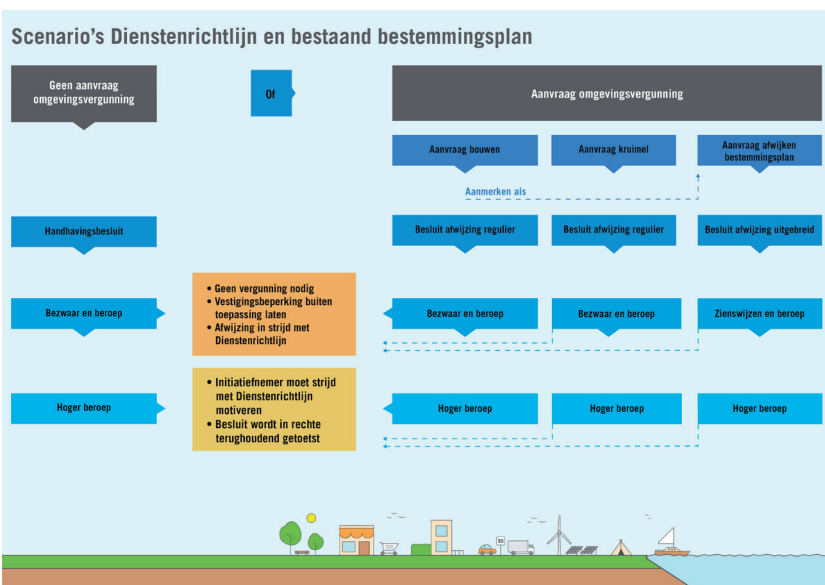 Scenario's Dienstenrichtlijn en bestaand bestemmingsplan
Geen aanvraag
omgevingsvergunning
Of
Aanvraag omgevingsvergunning
Aanvraag bouwen
Aanvraag kruimel
Aanvraag afwijken
bestemmingsplan
Aanmerken als
Handhavingsbesluit
Besluit afwijzing regulier
Besluit afwijzing regulier
Besluit afwijzing uitgebreid
Bezwaar en beroep
• Geen vergunning nodig
• Vestigingsbeperking buiten
toepassing laten
• Afwijzing in strijd met
Dienstenrichtlijn
Bezwaar en beroep
Bezwaar en beroep
Zienswijzen en beroep
Hoger beroep
• Initiatiefnemer moet strijd
met Dienstenrichtlijn
motiveren
• Besluit wordt in rechte
terughoudend getoetst
Hoger beroep
Hoger beroep
Hoger beroep
50